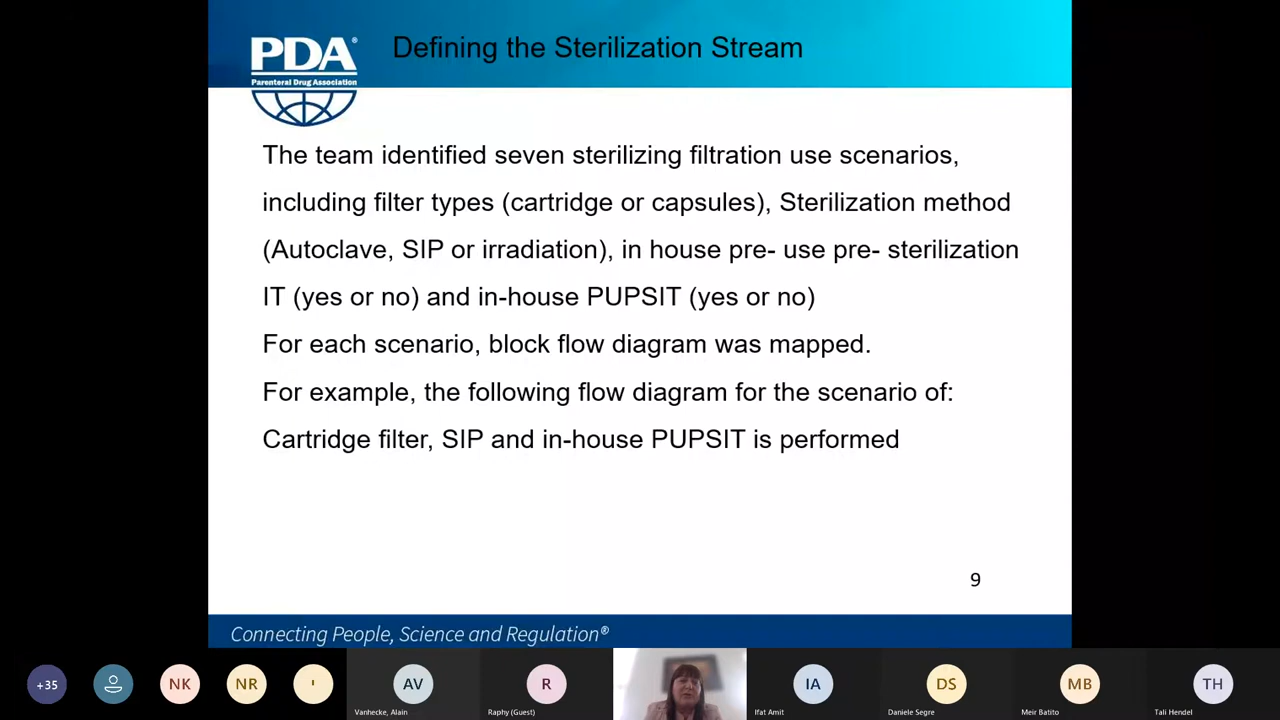 PDA®
Parenteral Drug Association
Defining the Sterilization Stream
The team identified seven sterilizing filtration use scenarios,
including filter types (cartridge or capsules), Sterilization method
(Autoclave, SIP or irradiation), in house pre- use pre- sterilization
IT (yes or no) and in-house PUPSIT (yes or no)
For each scenario, block flow diagram was mapped.
For example, the following flow diagram for the scenario of:
Cartridge filter, SIP and in-house PUPSIT is performed
9
Connecting People, Science and Regulation®
+35
NK
NR
'
AV
R
IA
DS
MB
TH
Vanhecke, Alain
Raphy (Guest)
Ifat Amit
Daniele Segre
Meir Batito
Tali Hendel